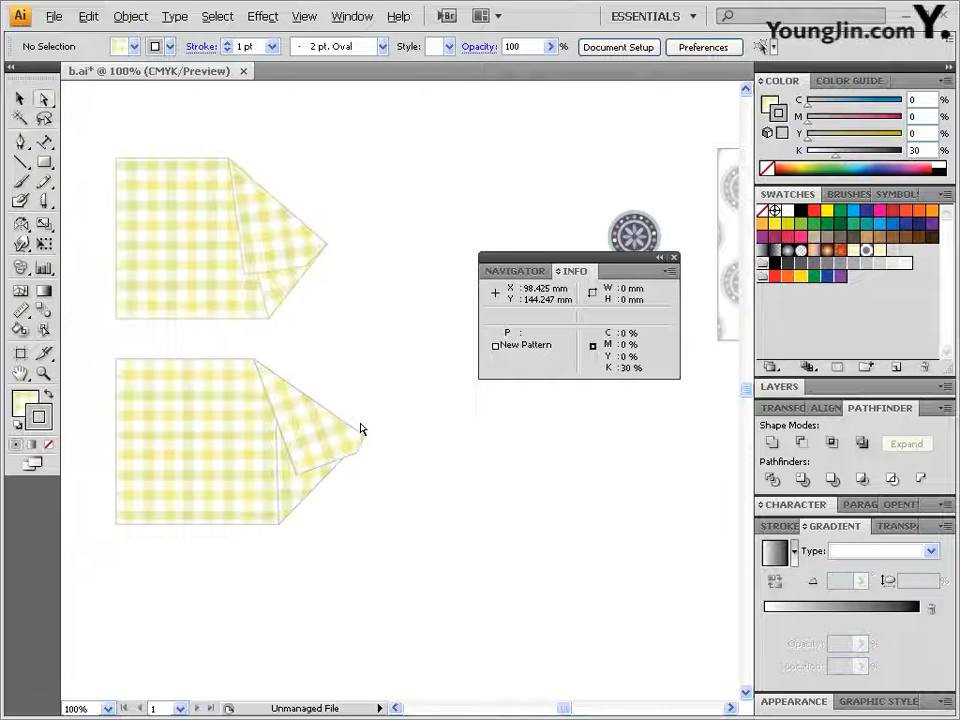 Ai File Edit Object Type Select Effect View Window Help Br ESSENTIALS
Younglin.com Y.
No Selection Stroke: 1 pt 2 pt. Oval Style: Opacity: 100 % Document Setup Preferences
b.ai* @ 100% (CMYK/Preview)
COLOR COLOR GUIDE
C 0 %
M 0 %
Y 0 %
K 30 %
SWATCHES BRUSHES SYMBOL
NAVIGATOR INFO
X : 98.425 mm W : 0 mm
Y : 144.247 mm H : 0 mm
P : C : 0 %
New Pattern M : 0 %
Y : 0 %
K : 30 %
LAYERS
TRANSFO ALIGN PATHFINDER
Shape Modes:
Expand
Pathfinders:
CHARACTER PARAG OPENT
STROKE GRADIENT TRANSP
Type:
Opacity: %
Location: %
APPEARANCE GRAPHIC STYLE
100% 1 Unmanaged File